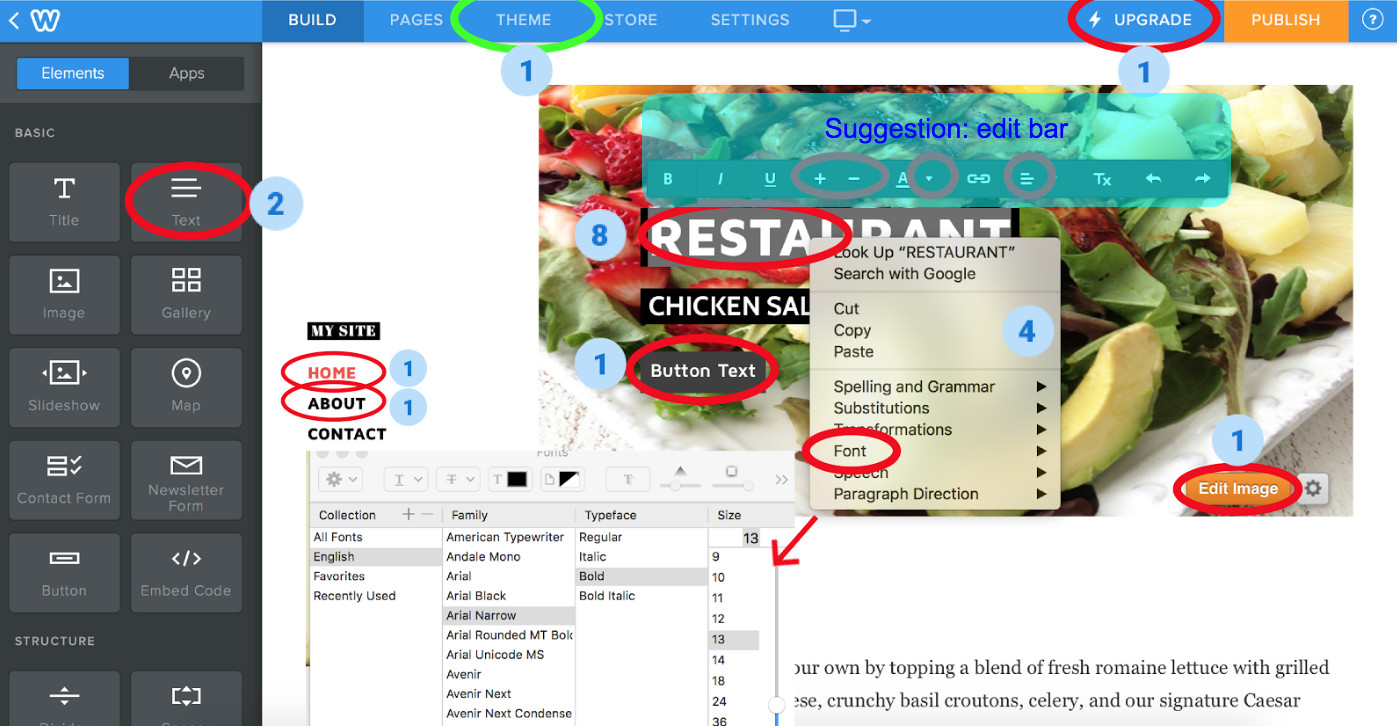 BUILD PAGES THEME STORE SETTINGS UPGRADE PUBLISH ?
1 1
Elements Apps
BASIC
Title Text 2
Image Gallery
Slideshow Map
Contact Form Newsletter Form
Button Embed Code
STRUCTURE
Suggestion: edit bar
B I U + − A Tx
8 RESTAURANT
CHICKEN SAL
1 Button Text
Look Up “RESTAURANT”
Search with Google
Cut
Copy
Paste
4
Spelling and Grammar
Substitutions
Transformations
Font
Speech
Paragraph Direction
1
Edit Image
MY SITE
HOME 1
ABOUT 1
CONTACT
Fonts
T T T T
Collection + − Family Typeface Size
All Fonts American Typewriter Regular 13
English Andale Mono Italic 9
Favorites Arial Bold 10
Recently Used Arial Black Bold Italic 11
Arial Narrow 12
Arial Rounded MT Bold 13
Arial Unicode MS 14
Avenir 18
Avenir Next 24
Avenir Next Condense 36
our own by topping a blend of fresh romaine lettuce with grilled
ese, crunchy basil croutons, celery, and our signature Caesar